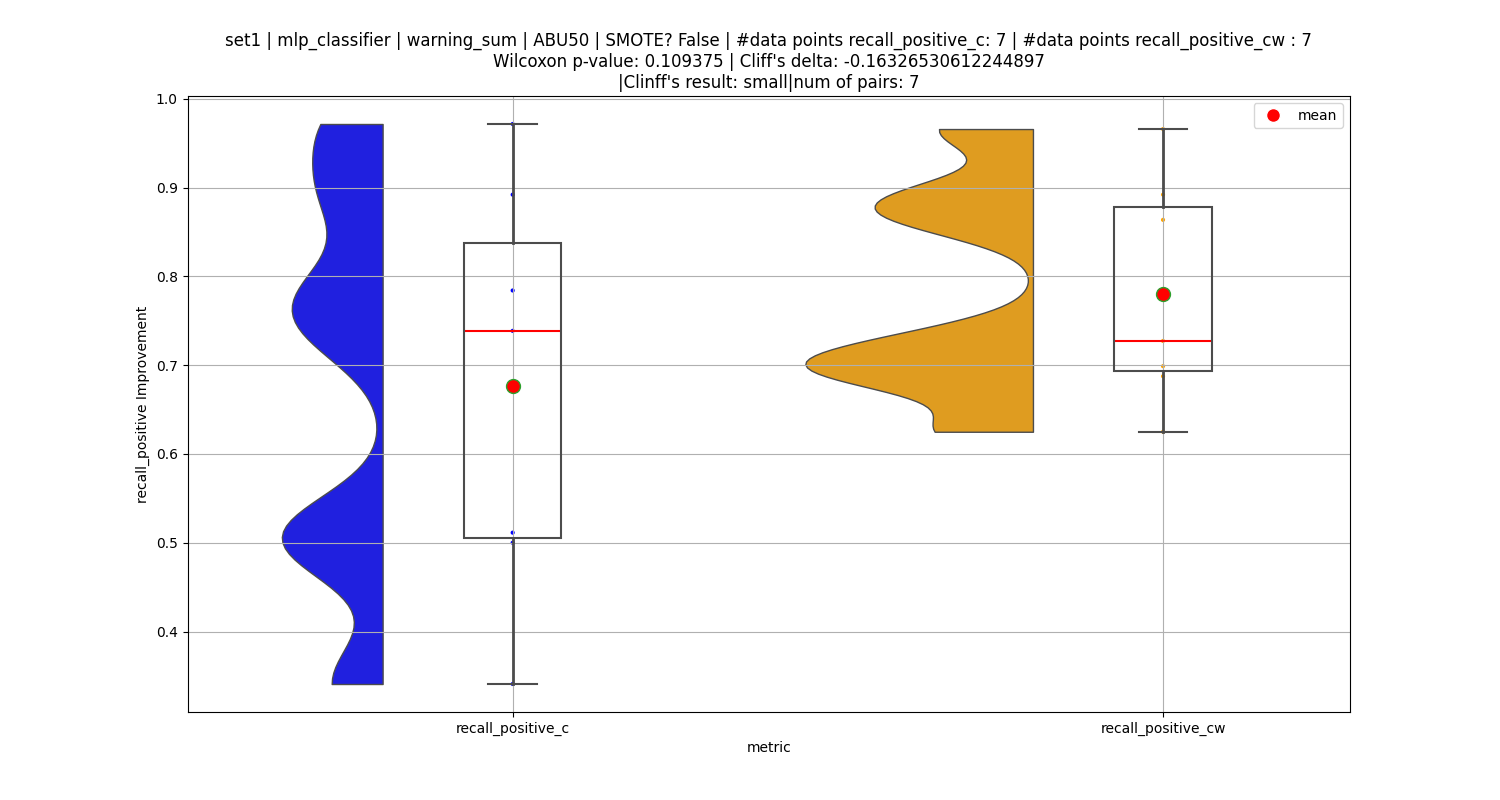 set1 | mlp_classifier | warning_sum | ABU50 | SMOTE? False | #data points recall_positive_c: 7 | #data points recall_positive_cw : 7
Wilcoxon p-value: 0.109375 | Cliff's delta: -0.16326530612244897
|Clinff's result: small|num of pairs: 7
mean
1.0
0.9
0.8
0.7
0.6
0.5
0.4
recall_positive Improvement
recall_positive_c
recall_positive_cw
metric